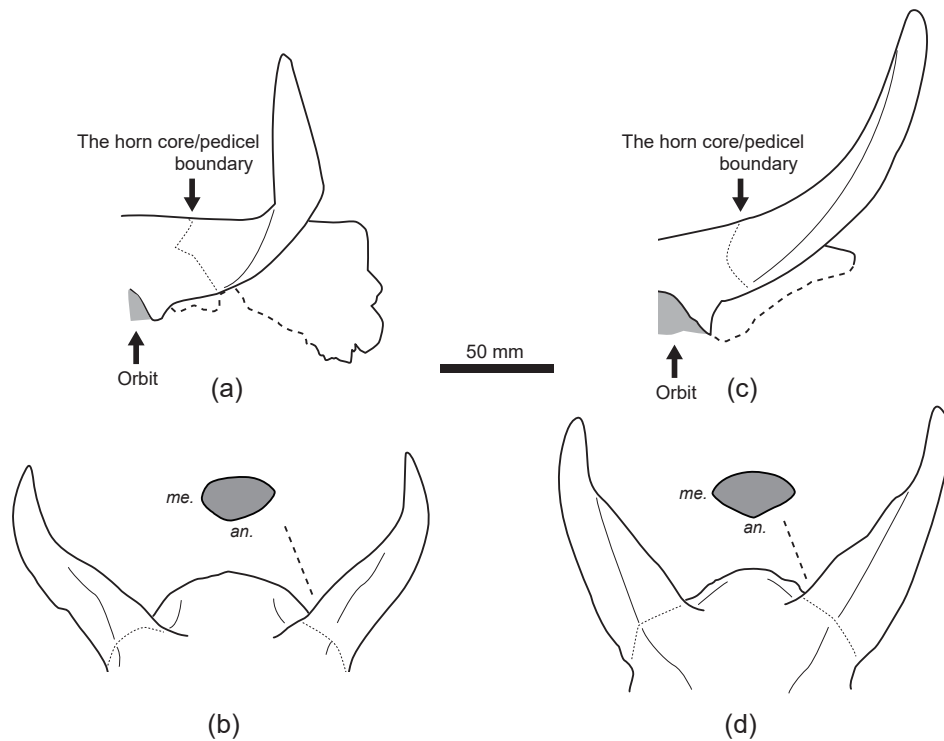 The horn core/pedicel
boundary
Orbit
(a)
50 mm
The horn core/pedicel
boundary
Orbit
(c)
me.
an.
(b)
me.
an.
(d)